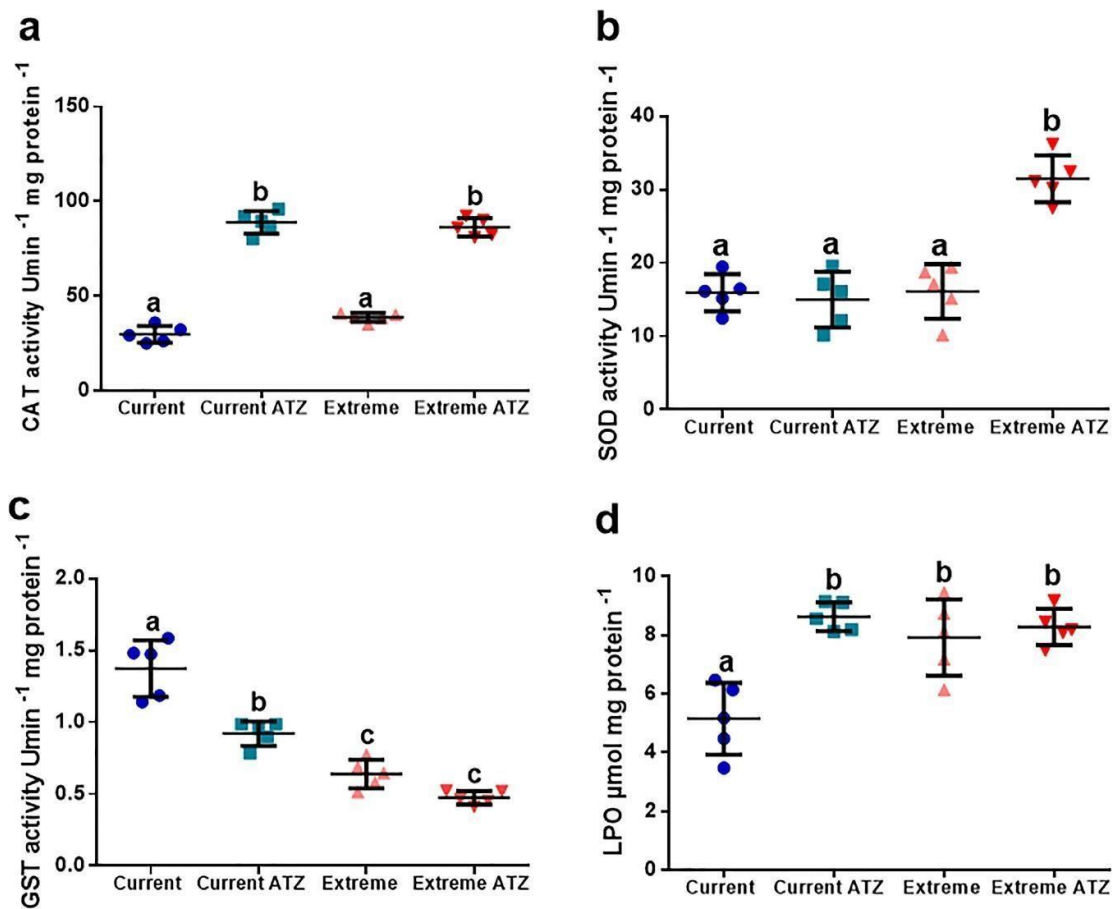 a
CAT activity Umin -1 mg protein -1
150
100
50
0
a
b
a
b
Current
Current ATZ
Extreme
Extreme ATZ
b
SOD activity Umin -1 mg protein -1
40
30
20
10
0
a
a
a
b
Current
Current ATZ
Extreme
Extreme ATZ
c
GST activity Umin -1 mg protein -1
2.0
1.5
1.0
0.5
0.0
a
b
c
c
Current
Current ATZ
Extreme
Extreme ATZ
d
LPO µmol mg protein -1
10
8
6
4
2
0
a
b
b
b
Current
Current ATZ
Extreme
Extreme ATZ